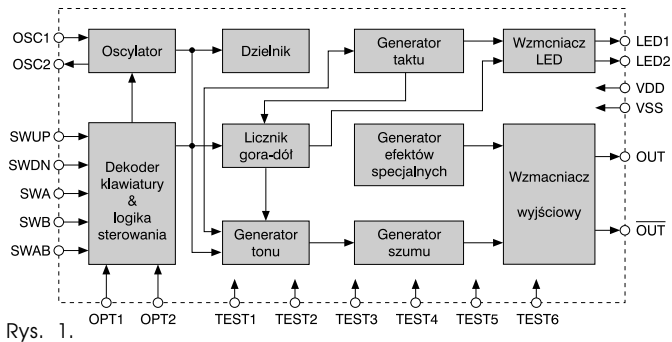 OSC1
OSC2
SWUP
SWDN
SWA
SWB
SWAB
Oscylator
Dzielnik
Generator
taktu
Wzmcniacz
LED
LED1
LED2
VDD
VSS
Dekoder
klawiatury
&
logika
sterowania
Licznik
gora-dół
Generator
efektów
specjalnych
Wzmacniacz
wyjściowy
OUT
OUT
Generator
tonu
Generator
szumu
OPT1
OPT2
TEST1
TEST2
TEST3
TEST4
TEST5
TEST6
Rys. 1.